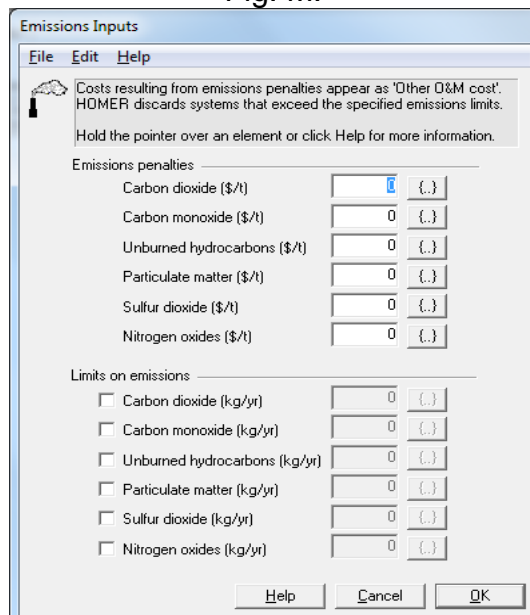 Emissions Inputs
File Edit Help
Costs resulting from emissions penalties appear as 'Other O&M cost'.
HOMER discards systems that exceed the specified emissions limits.
Hold the pointer over an element or click Help for more information.
Emissions penalties
Carbon dioxide ($/t) 0 {..}
Carbon monoxide ($/t) 0 {..}
Unburned hydrocarbons ($/t) 0 {..}
Particulate matter ($/t) 0 {..}
Sulfur dioxide ($/t) 0 {..}
Nitrogen oxides ($/t) 0 {..}
Limits on emissions
Carbon dioxide (kg/yr) 0 {..}
Carbon monoxide (kg/yr) 0 {..}
Unburned hydrocarbons (kg/yr) 0 {..}
Particulate matter (kg/yr) 0 {..}
Sulfur dioxide (kg/yr) 0 {..}
Nitrogen oxides (kg/yr) 0 {..}
Help Cancel OK